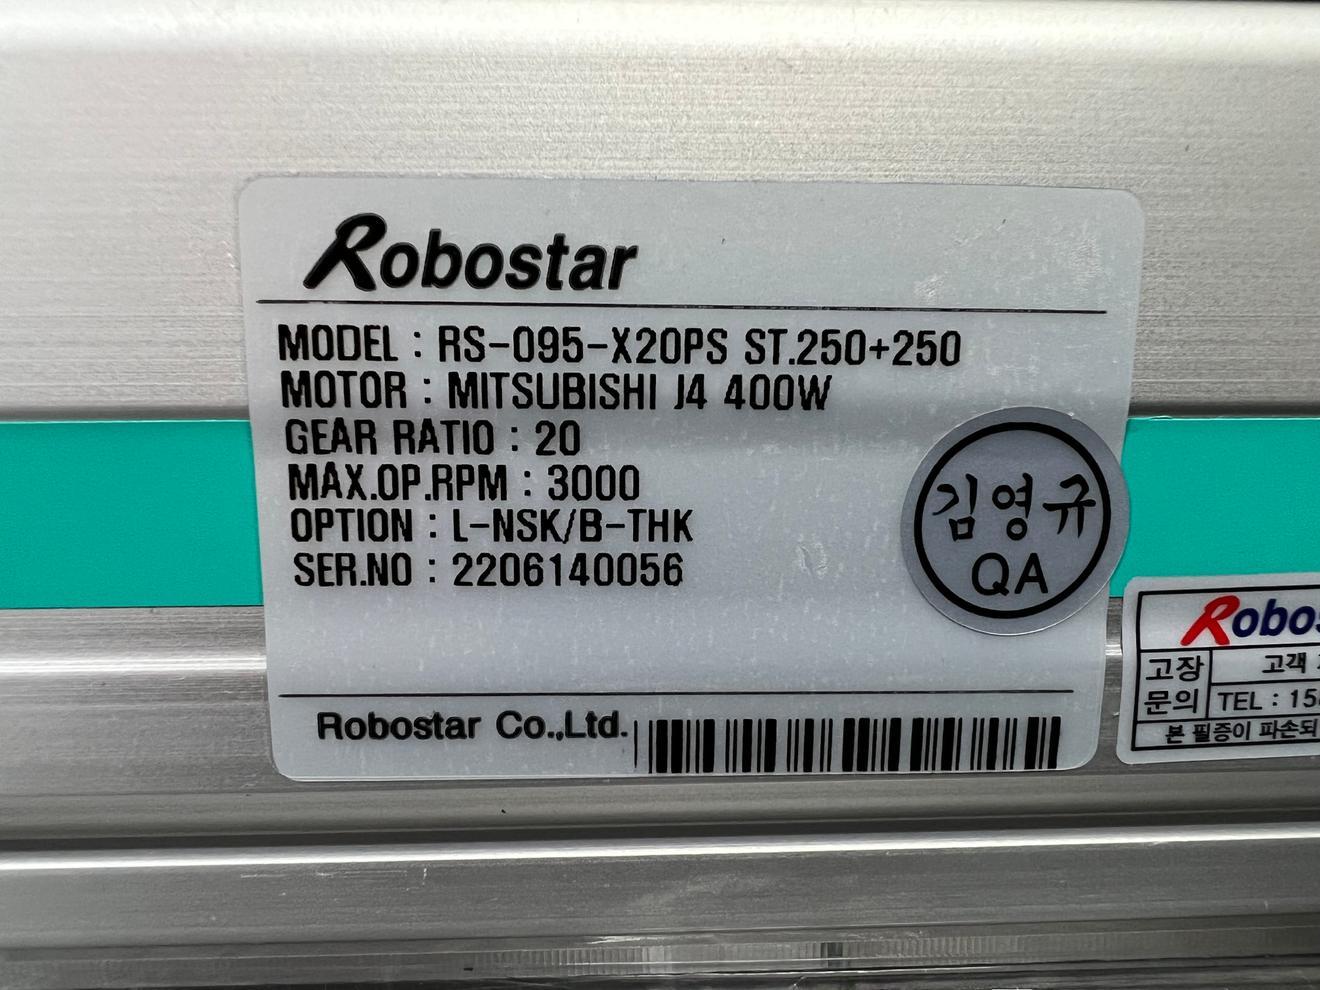 Robostar
MODEL : RS-095-X20PS ST.250+250
MOTOR : MITSUBISHI J4 400W
GEAR RATIO : 20
MAX.OP.RPM : 3000
OPTION : L-NSK/B-THK
SER.NO : 2206140056
김영규
QA
Robostar Co.,Ltd.
고장
문의
고객
TEL : 15
본 필증이 파손되